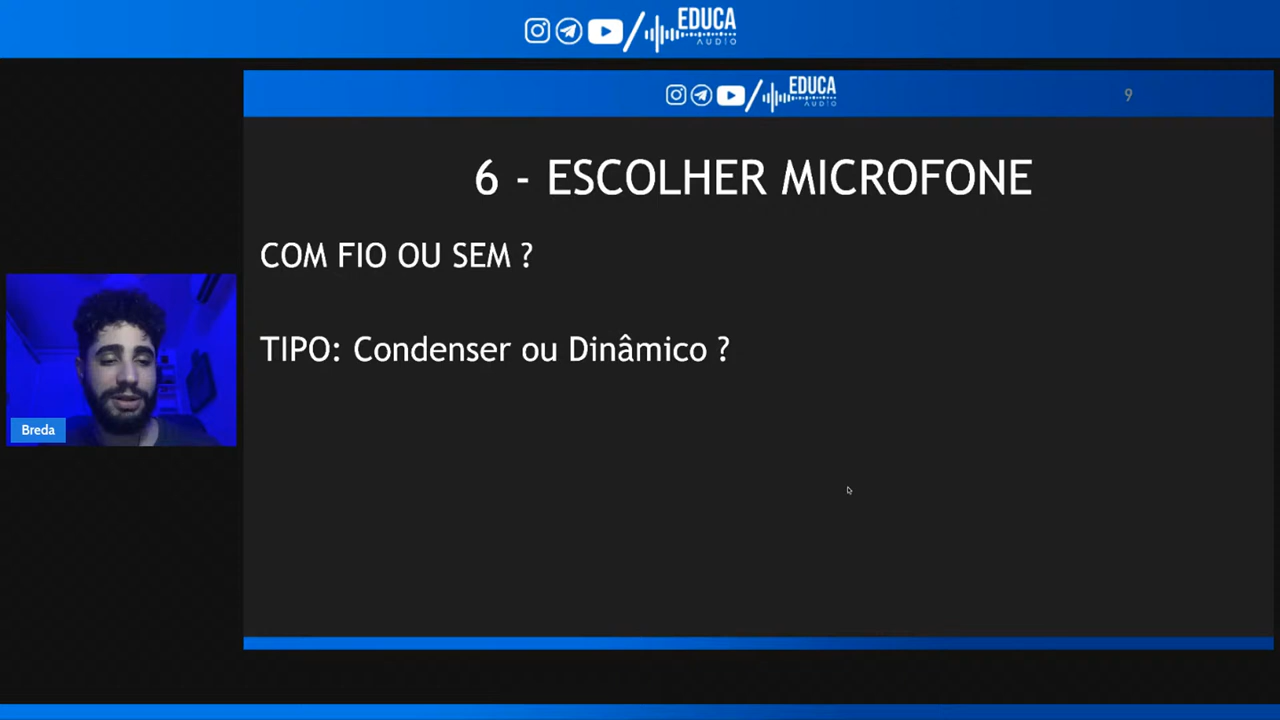 EDUCA
AUDIO
EDUCA
AUDIO
9
6 - ESCOLHER MICROFONE
COM FIO OU SEM ?
TIPO: Condenser ou Dinâmico ?
Breda